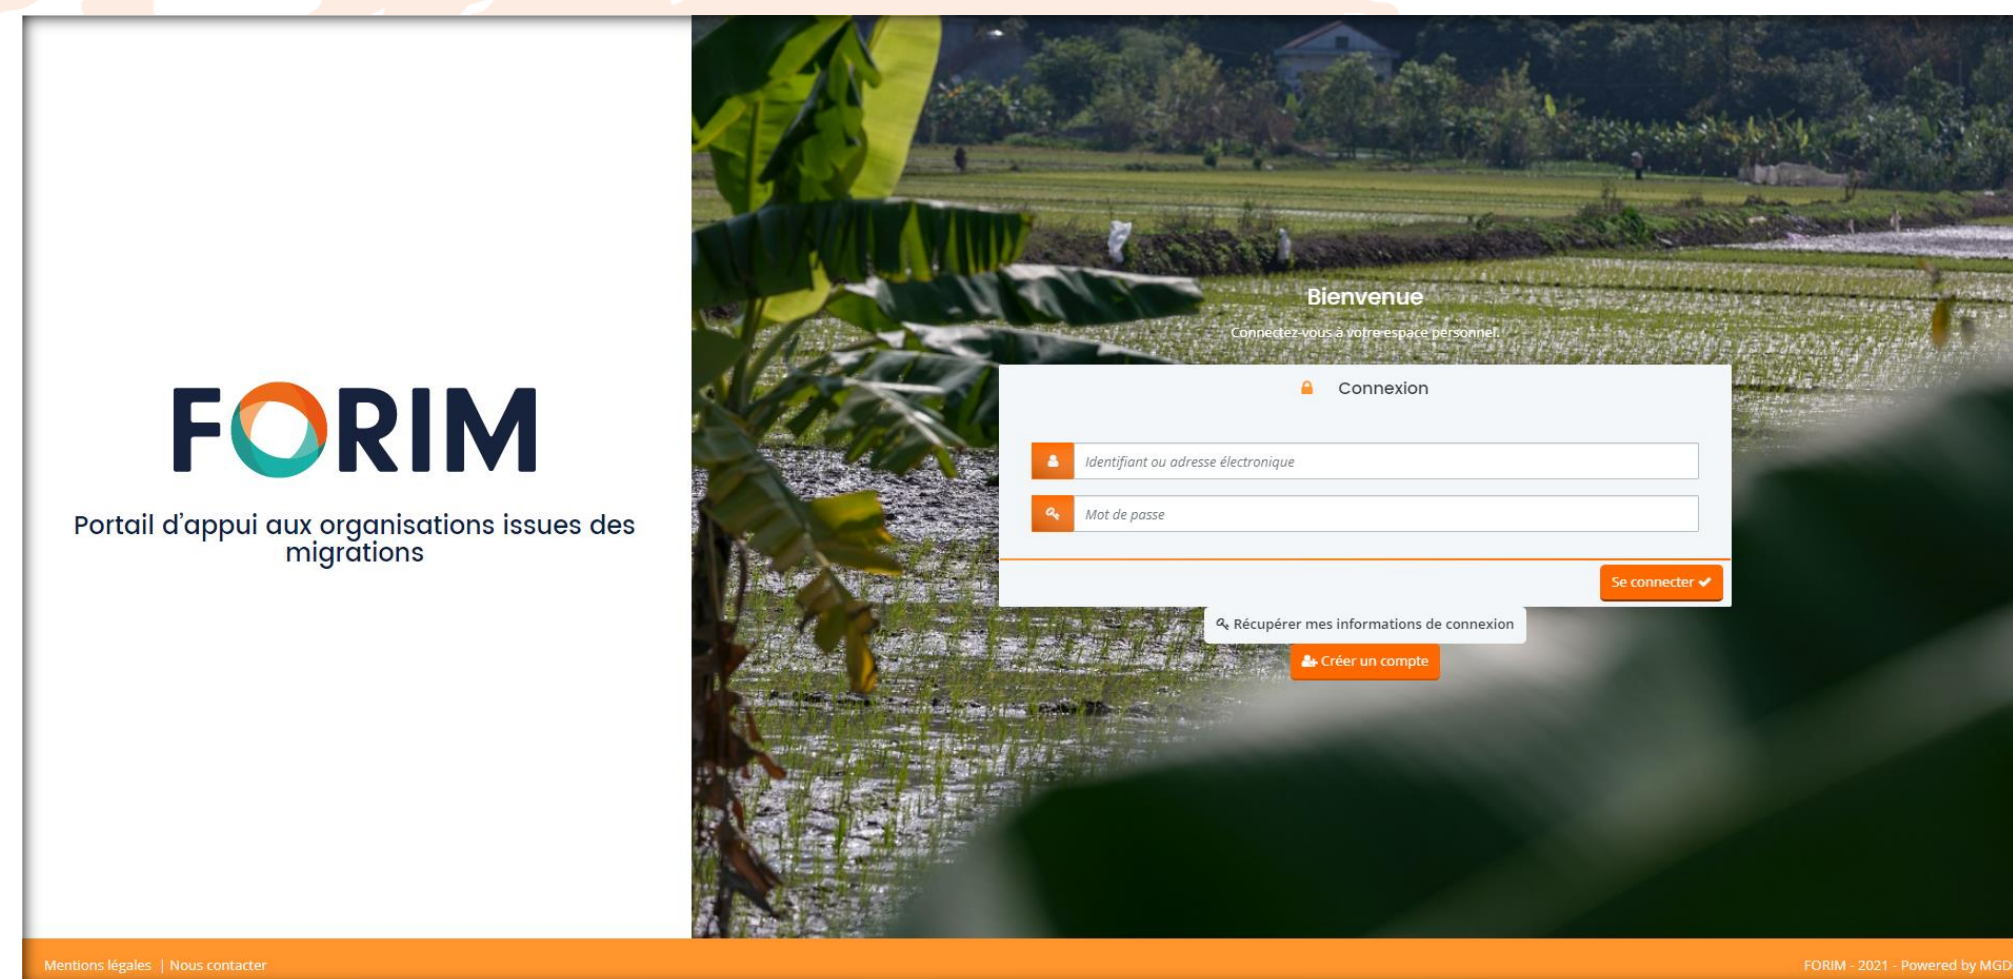 FORIM
Portail d'appui aux organisations issues des
migrations
Bienvenue
Connectez-vous à votre espace personnel.
Connexion
Identifiant ou adresse électronique
Mot de passe
Se connecter
Récupérer mes informations de connexion
Créer un compte
Mentions légales | Nous contacter
FORIM - 2021 - Powered by